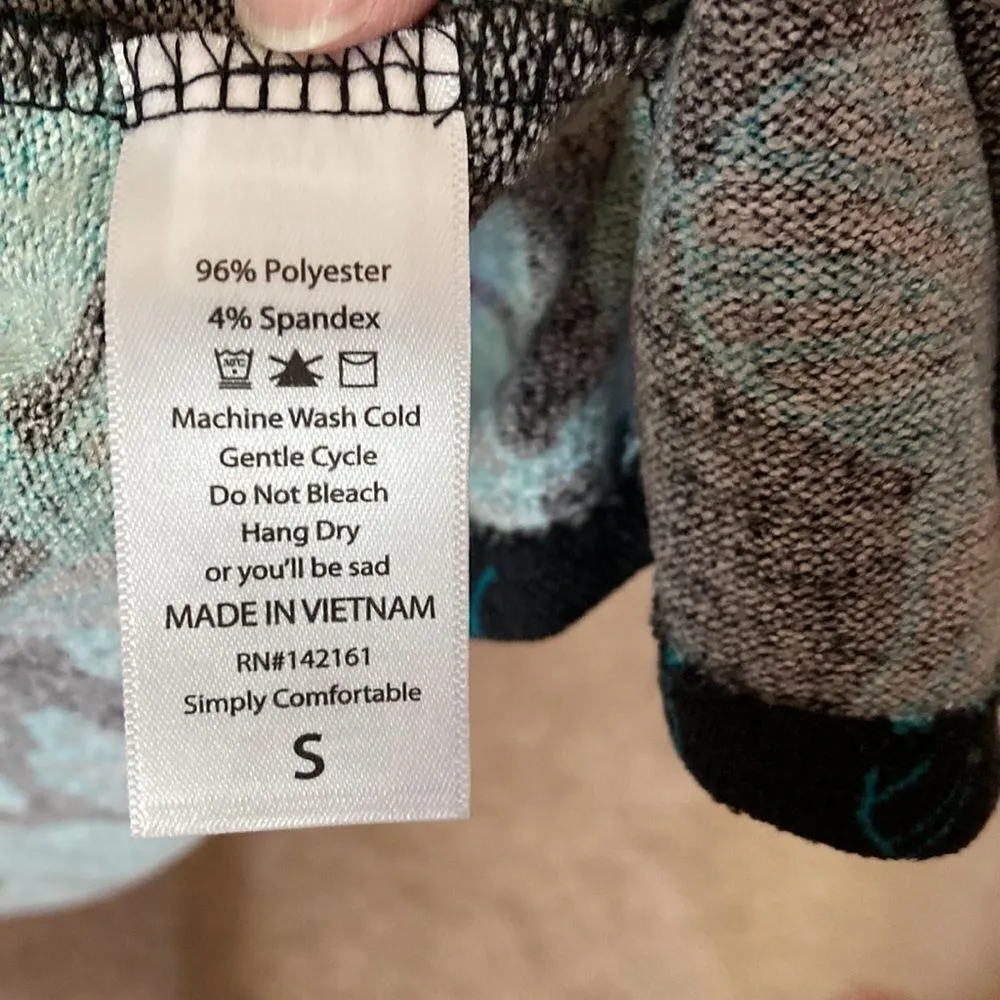 96% Polyester
4% Spandex
30°C
Machine Wash Cold
Gentle Cycle
Do Not Bleach
Hang Dry
or you'll be sad
MADE IN VIETNAM
RN#142161
Simply Comfortable
S